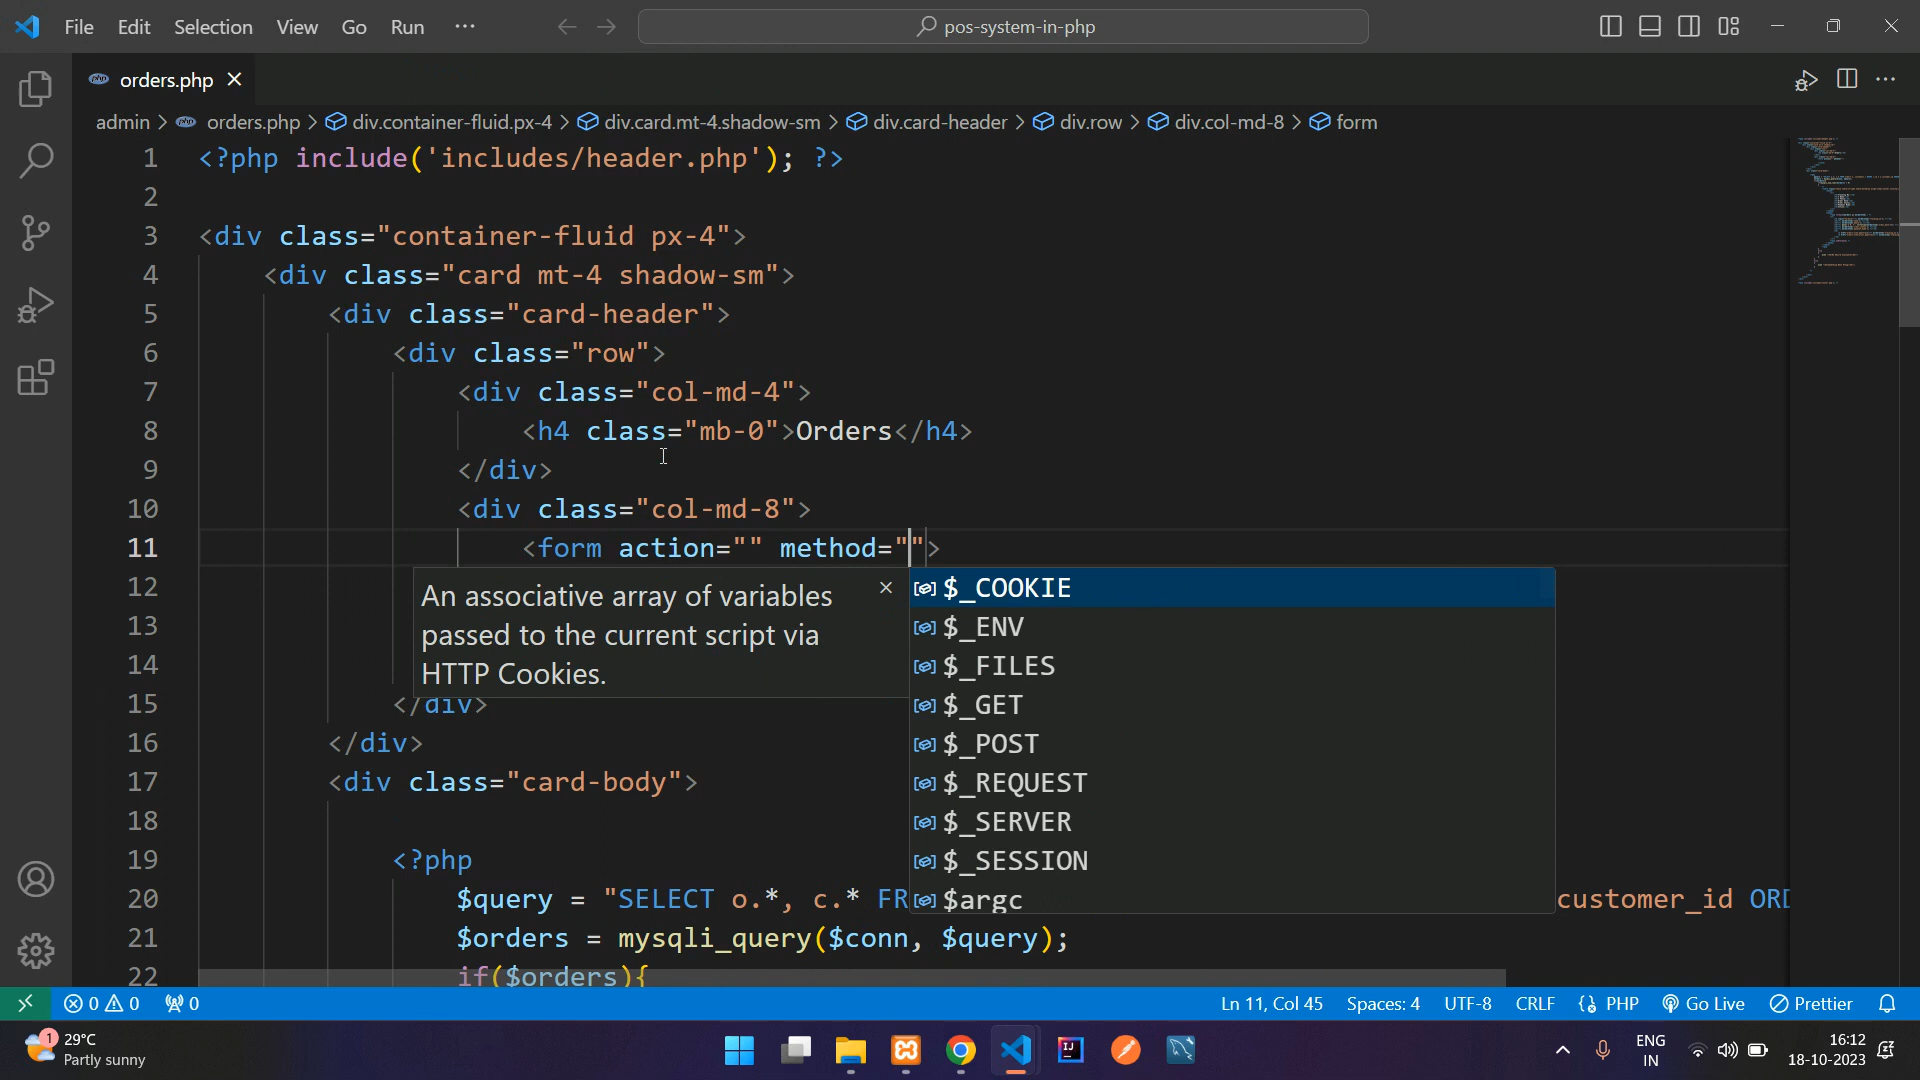 File Edit Selection View Go Run ··· pos-system-in-php
orders.php
admin > orders.php > div.container-fluid.px-4 > div.card.mt-4.shadow-sm > div.card-header > div.row > div.col-md-8 > form
1 <?php include('includes/header.php'); ?>
2
3 <div class="container-fluid px-4">
4 <div class="card mt-4 shadow-sm">
5 <div class="card-header">
6 <div class="row">
7 <div class="col-md-4">
8 <h4 class="mb-0">Orders</h4>
9 </div>
10 <div class="col-md-8">
11 <form action="" method="">
12 An associative array of variables $_COOKIE
13 passed to the current script via $_ENV
14 HTTP Cookies. $_FILES
15 </div> $_GET
16 </div> $_POST
17 <div class="card-body"> $_REQUEST
18 $_SERVER
19 <?php $_SESSION
20 $query = "SELECT o.*, c.* FR $argc customer_id ORD
21 $orders = mysqli_query($conn, $query);
22 if($orders){
0 0 0 Ln 11, Col 45 Spaces: 4 UTF-8 CRLF PHP Go Live Prettier
1 29°C
Partly sunny
ENG
IN
16:12
18-10-2023